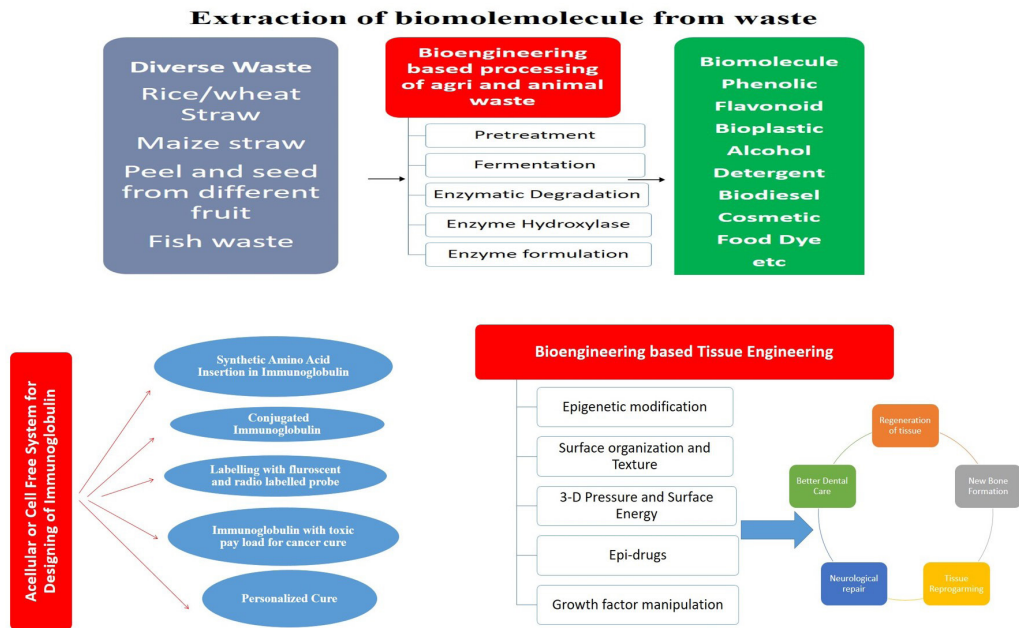 Extraction of biomolemolecule from waste
Diverse Waste
Rice/wheat
Straw
Maize straw
Peel and seed
from different
fruit
Fish waste
Bioengineering
based processing
of agri and animal
waste
Pretreatment
Fermentation
Enzymatic Degradation
Enzyme Hydroxylase
Enzyme formulation
Biomolecule
Phenolic
Flavonoid
Bioplastic
Alcohol
Detergent
Biodiesel
Cosmetic
Food Dye
etc
Acellular or Cell Free System for
Designing of Immunoglobulin
Synthetic Amino Acid
Insertion in Immunoglobulin
Conjugated
Immunoglobulin
Labelling with fluroscent
and radio labelled probe
Immunoglobulin with toxic
pay load for cancer cure
Personalized Cure
Bioengineering based Tissue Engineering
Epigenetic modification
Surface organization and
Texture
3-D Pressure and Surface
Energy
Epi-drugs
Growth factor manipulation
Regeneration
of tissue
New Bone
Formation
Tissue
Reprogarming
Neurological
repair
Better Dental
Care